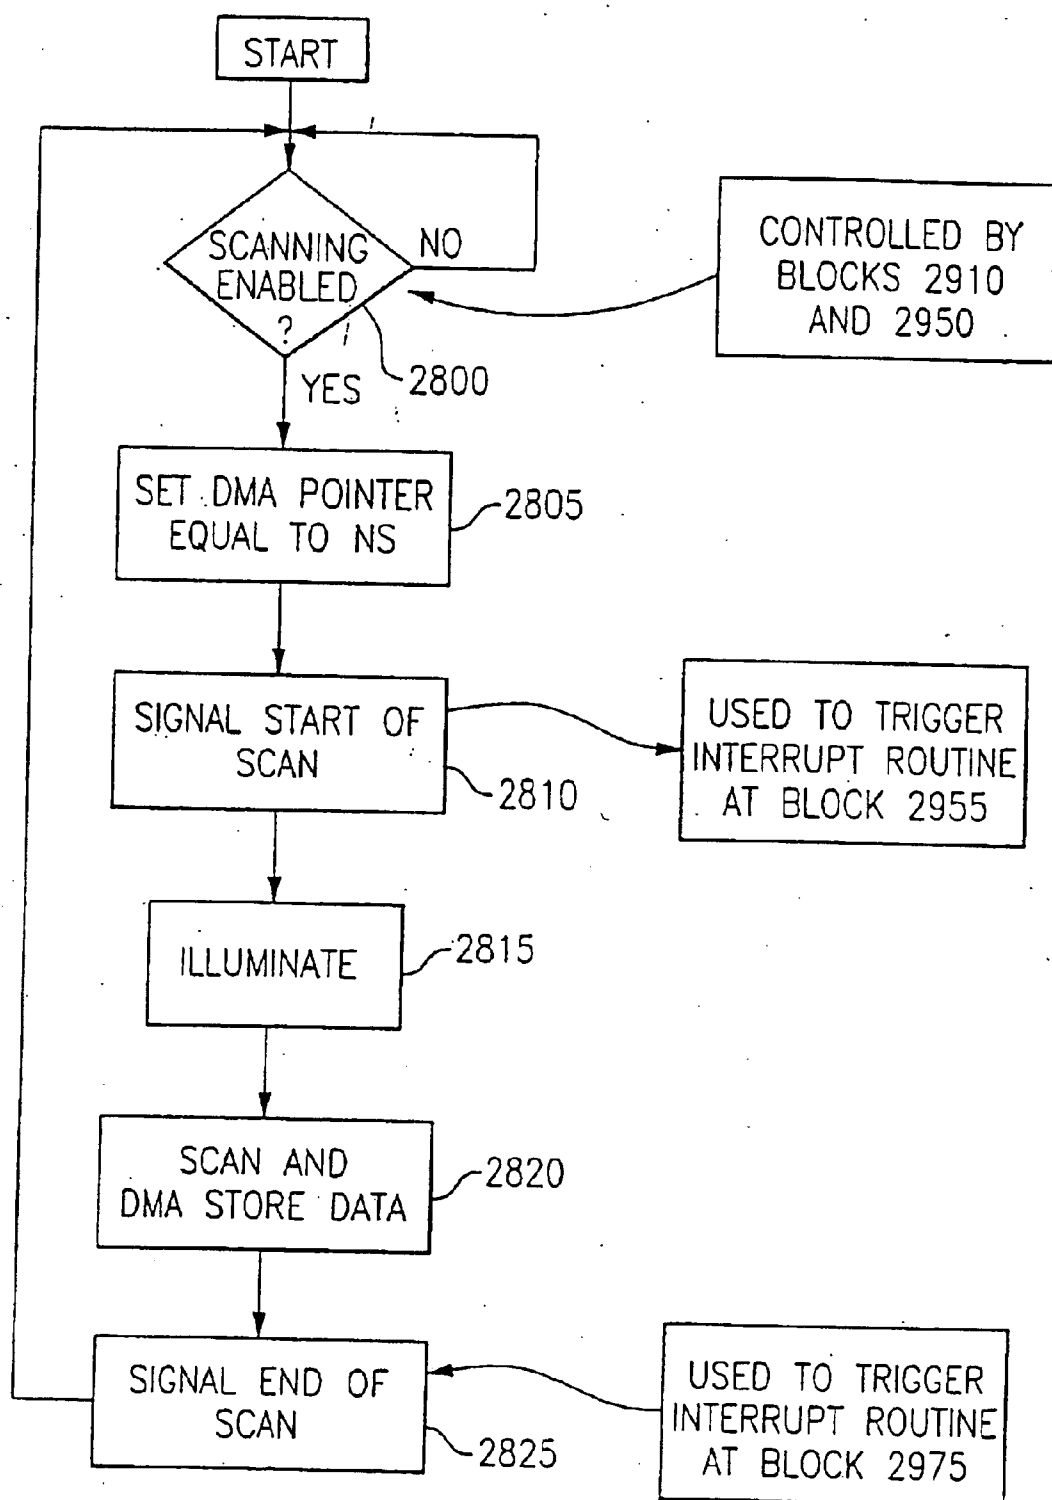 START
SCANNING
ENABLED
?
NO
YES
2800
CONTROLLED BY
BLOCKS 2910
AND 2950
SET DMA POINTER
EQUAL TO NS
2805
SIGNAL START OF
SCAN
2810
USED TO TRIGGER
INTERRUPT ROUTINE
AT BLOCK 2955
ILLUMINATE
2815
SCAN AND
DMA STORE DATA
2820
SIGNAL END OF
SCAN
2825
USED TO TRIGGER
INTERRUPT ROUTINE
AT BLOCK 2975